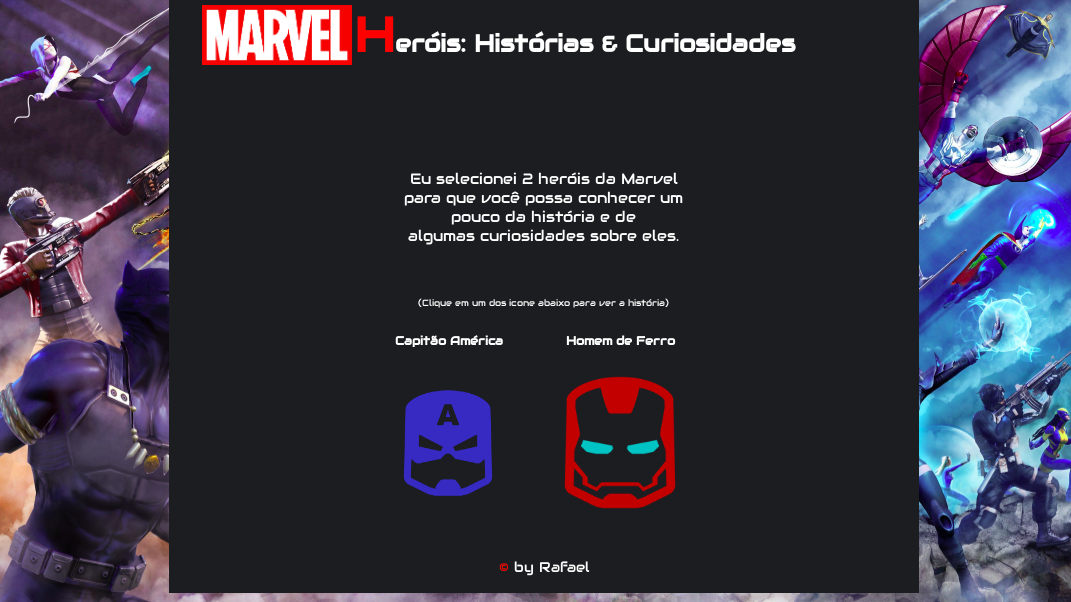 MARVEL Heróis: Histórias & Curiosidades
Eu selecionei 2 heróis da Marvel
para que você possa conhecer um
pouco da história e de
algumas curiosidades sobre eles.
(Clique em um dos icone abaixo para ver a história)
Capitão América Homem de Ferro
A
© by Rafael